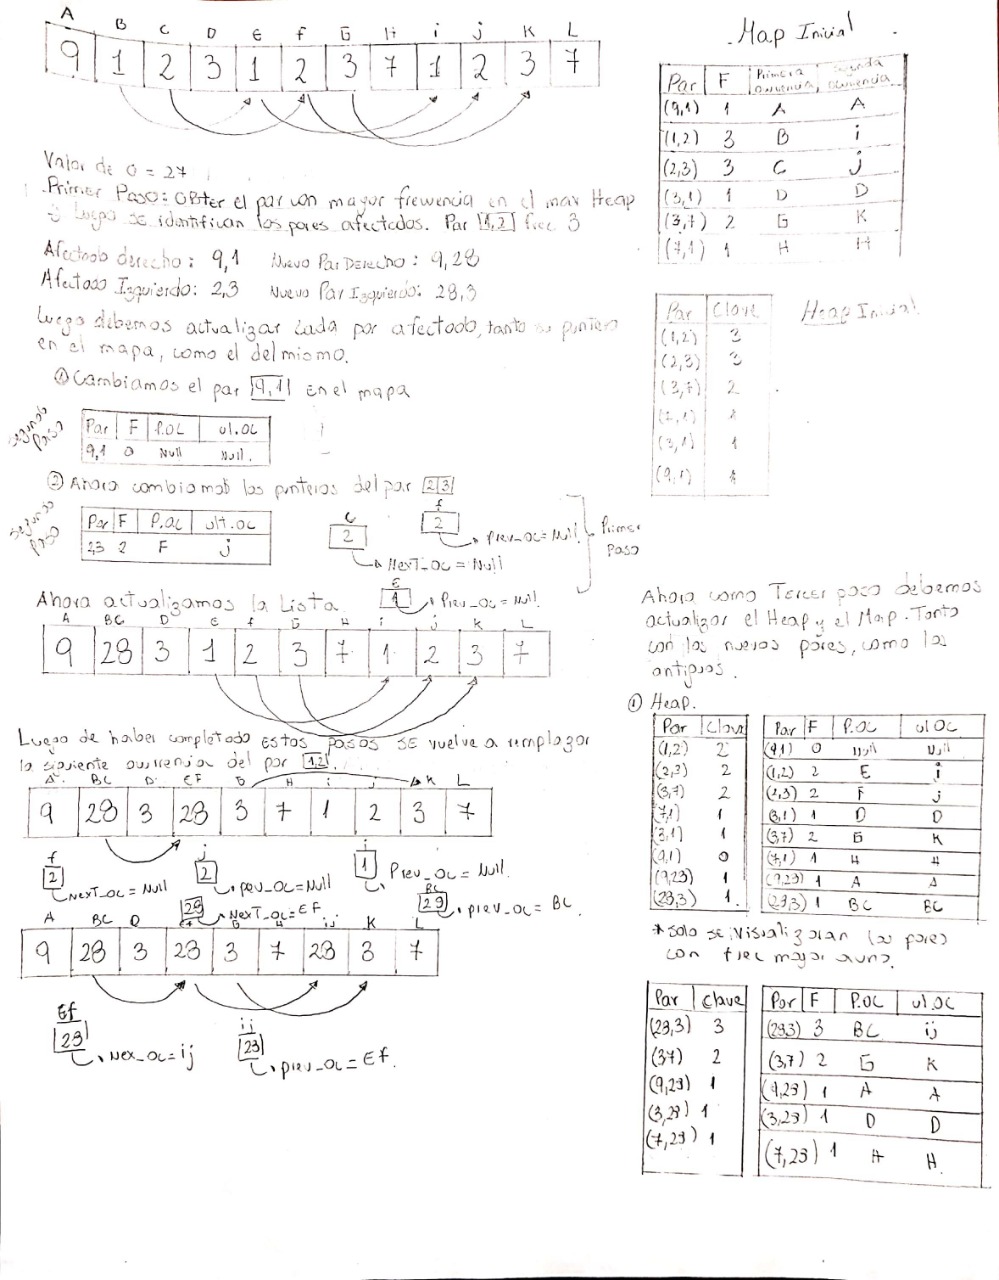 A B C D E F G H i j K L
9 1 2 3 1 2 3 7 1 2 3 7
Valor de σ = 27
Primer Paso: OBter el par con mayor frewencia en el max Heap
Luego se identifican los pares afectados. Par 1,2 frec 3
Afectado derecho: 9,1 Nuevo Par Derecho: 9,28
Afectado Izquierdo: 2,3 Nuevo Par Izquierdo: 28,3
Luego debemos actualizar cada par afectado, tanto su puntero
en el mapa, como el del mismo.
① Cambiamos el par 9,1 en el mapa
Segundo Paso
Par F P.OC ul.OC
9,1 0 Null Null.
② Ahora cambiamos los punteros del par 2 3
Segundo Paso
Par F P.OC ult.OC
2,3 2 F j
C
2
Next_OC = Null
f
2
Prev_OC = Null.
E
1
Prev_OC = Null.
Primer Paso
Ahora actualizamos la Lista.
A BC D E f G H i j K L
9 28 3 1 2 3 7 1 2 3 7
Luego de haber completado estos pasos SE vuelve a remplazar
la siguiente ocurrencia del par 1,2.
A BC D EF G H i j K L
9 28 3 28 3 7 1 2 3 7
f
2
NexT_OC = Null
j
2
prev_OC = Null
i
1
Prev_OC = Null.
28
NexT_OC = EF
BC
28
prev_OC = BC
A BC D EF G H ij K L
9 28 3 28 3 7 28 3 7
Ef
28
Nex_OC = ij
ij
28
prev_OC = Ef.
Map Inicial
Par F Primera ocurrencia Segunda ocurrencia
(9,1) 1 A A
(1,2) 3 B i
(2,3) 3 C j
(3,1) 1 D D
(3,7) 2 G K
(7,1) 1 H H
Heap Inicial
Par Clave
(1,2) 3
(2,3) 3
(3,7) 2
(7,1) 1
(3,1) 1
(9,1) 1
Ahora como Tercer paso debemos
actualizar el Heap y el Map. Tanto
con los nuevos pares, como los
antiguos.
① Heap.
Par Clave
(1,2) 2
(2,3) 2
(3,7) 2
(7,1) 1
(3,1) 1
(9,1) 0
(9,28) 1
(28,3) 1.
Par F P.OC ul OC
(9,1) 0 Null Null
(1,2) 2 E i
(2,3) 2 F j
(3,1) 1 D D
(3,7) 2 G K
(7,1) 1 H H
(9,28) 1 A A
(28,3) 1 BC BC
* Solo se visualizaran los pares
con frec mayor a uno.
Par Clave
(28,3) 3
(3,7) 2
(9,28) 1
(3,28) 1
(7,28) 1
Par F P.OC ul.OC
(28,3) 3 BC ij
(3,7) 2 G K
(9,28) 1 A A
(3,28) 1 D D
(7,28) 1 H H.